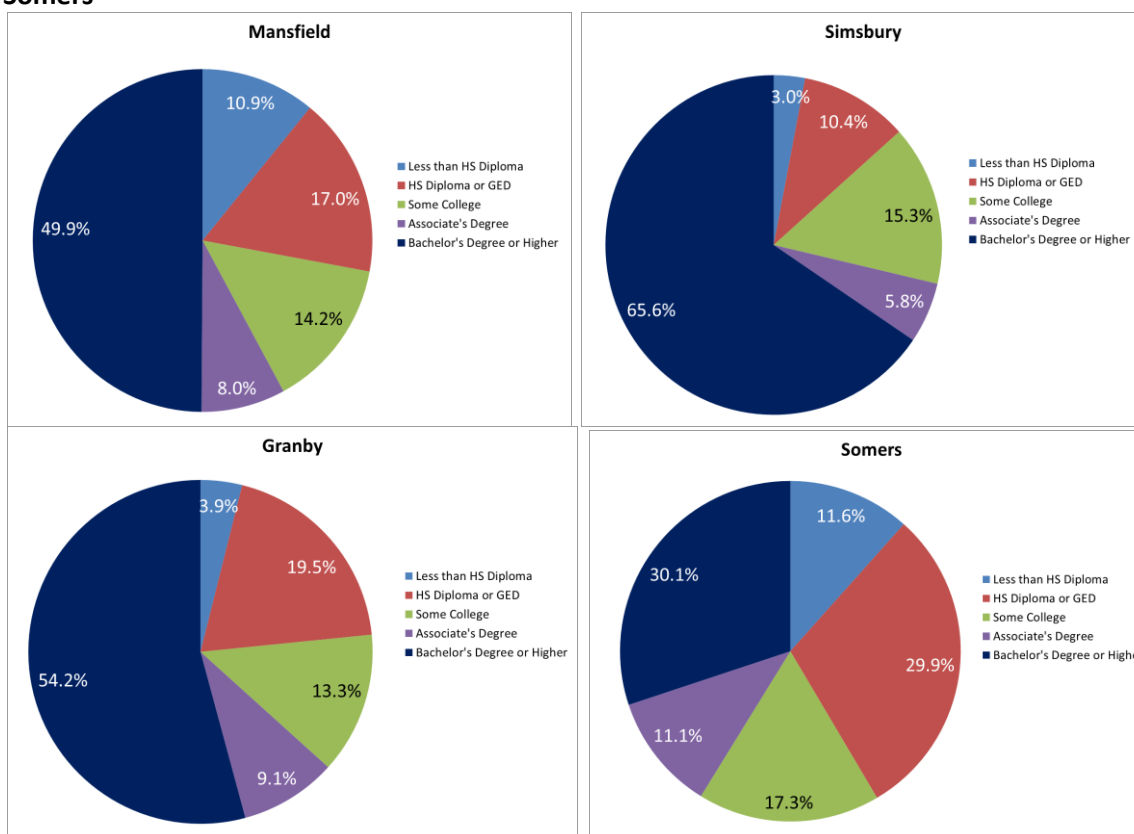 Somers
Mansfield
10.9%
17.0%
14.2%
8.0%
49.9%
Less than HS Diploma
HS Diploma or GED
Some College
Associate's Degree
Bachelor's Degree or Higher
Simsbury
3.0%
10.4%
15.3%
5.8%
65.6%
Less than HS Diploma
HS Diploma or GED
Some College
Associate's Degree
Bachelor's Degree or Higher
Granby
3.9%
19.5%
13.3%
9.1%
54.2%
Less than HS Diploma
HS Diploma or GED
Some College
Associate's Degree
Bachelor's Degree or Higher
Somers
11.6%
29.9%
17.3%
11.1%
30.1%
Less than HS Diploma
HS Diploma or GED
Some College
Associate's Degree
Bachelor's Degree or Highe